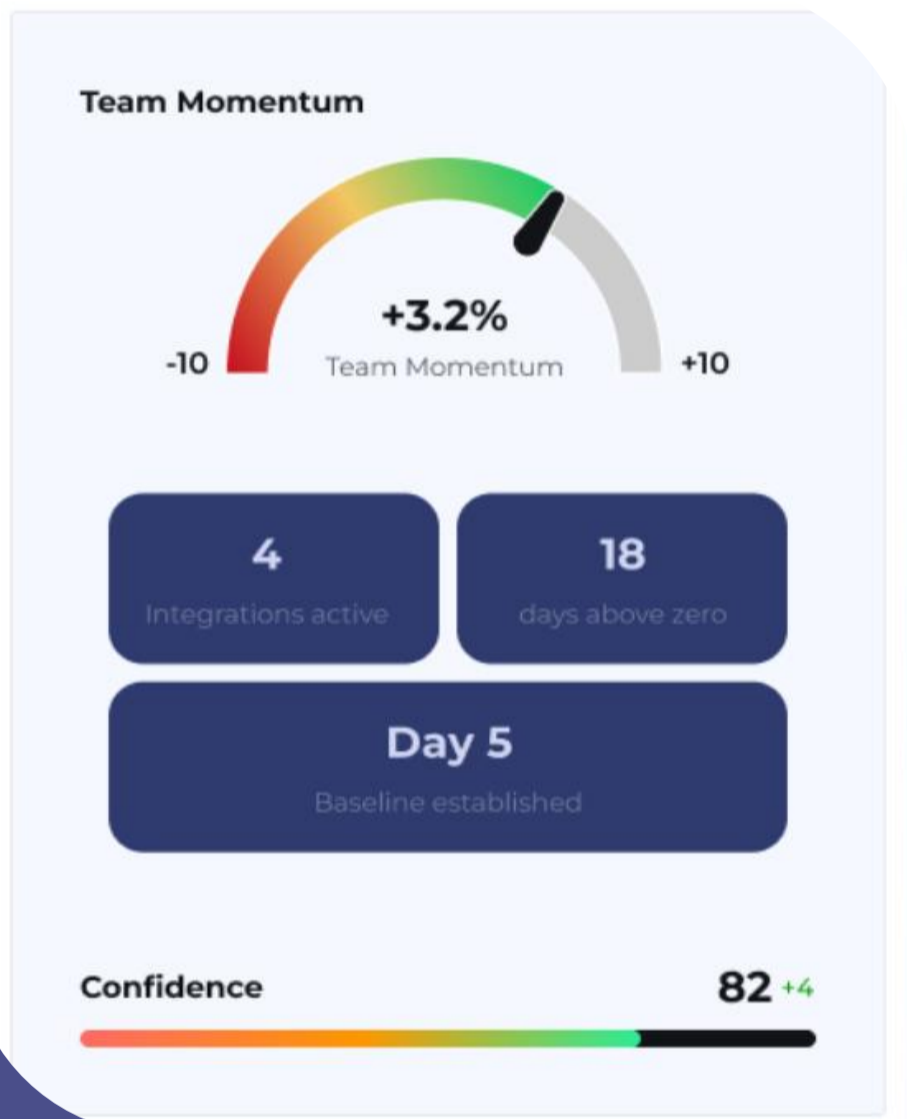 Team Momentum
+3.2%
-10 Team Momentum +10
4 18
Integrations active days above zero
Day 5
Baseline established
Confidence 82 +4